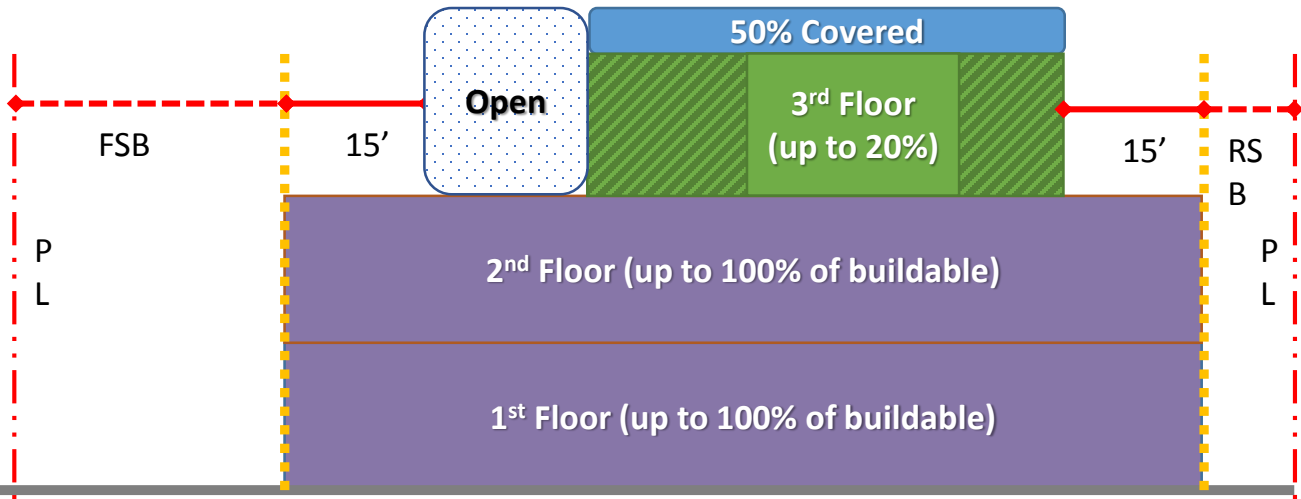 50% Covered
Open
3rd Floor
(up to 20%)
FSB
15’
15’
RS
B
P
L
P
L
2nd Floor (up to 100% of buildable)
1st Floor (up to 100% of buildable)